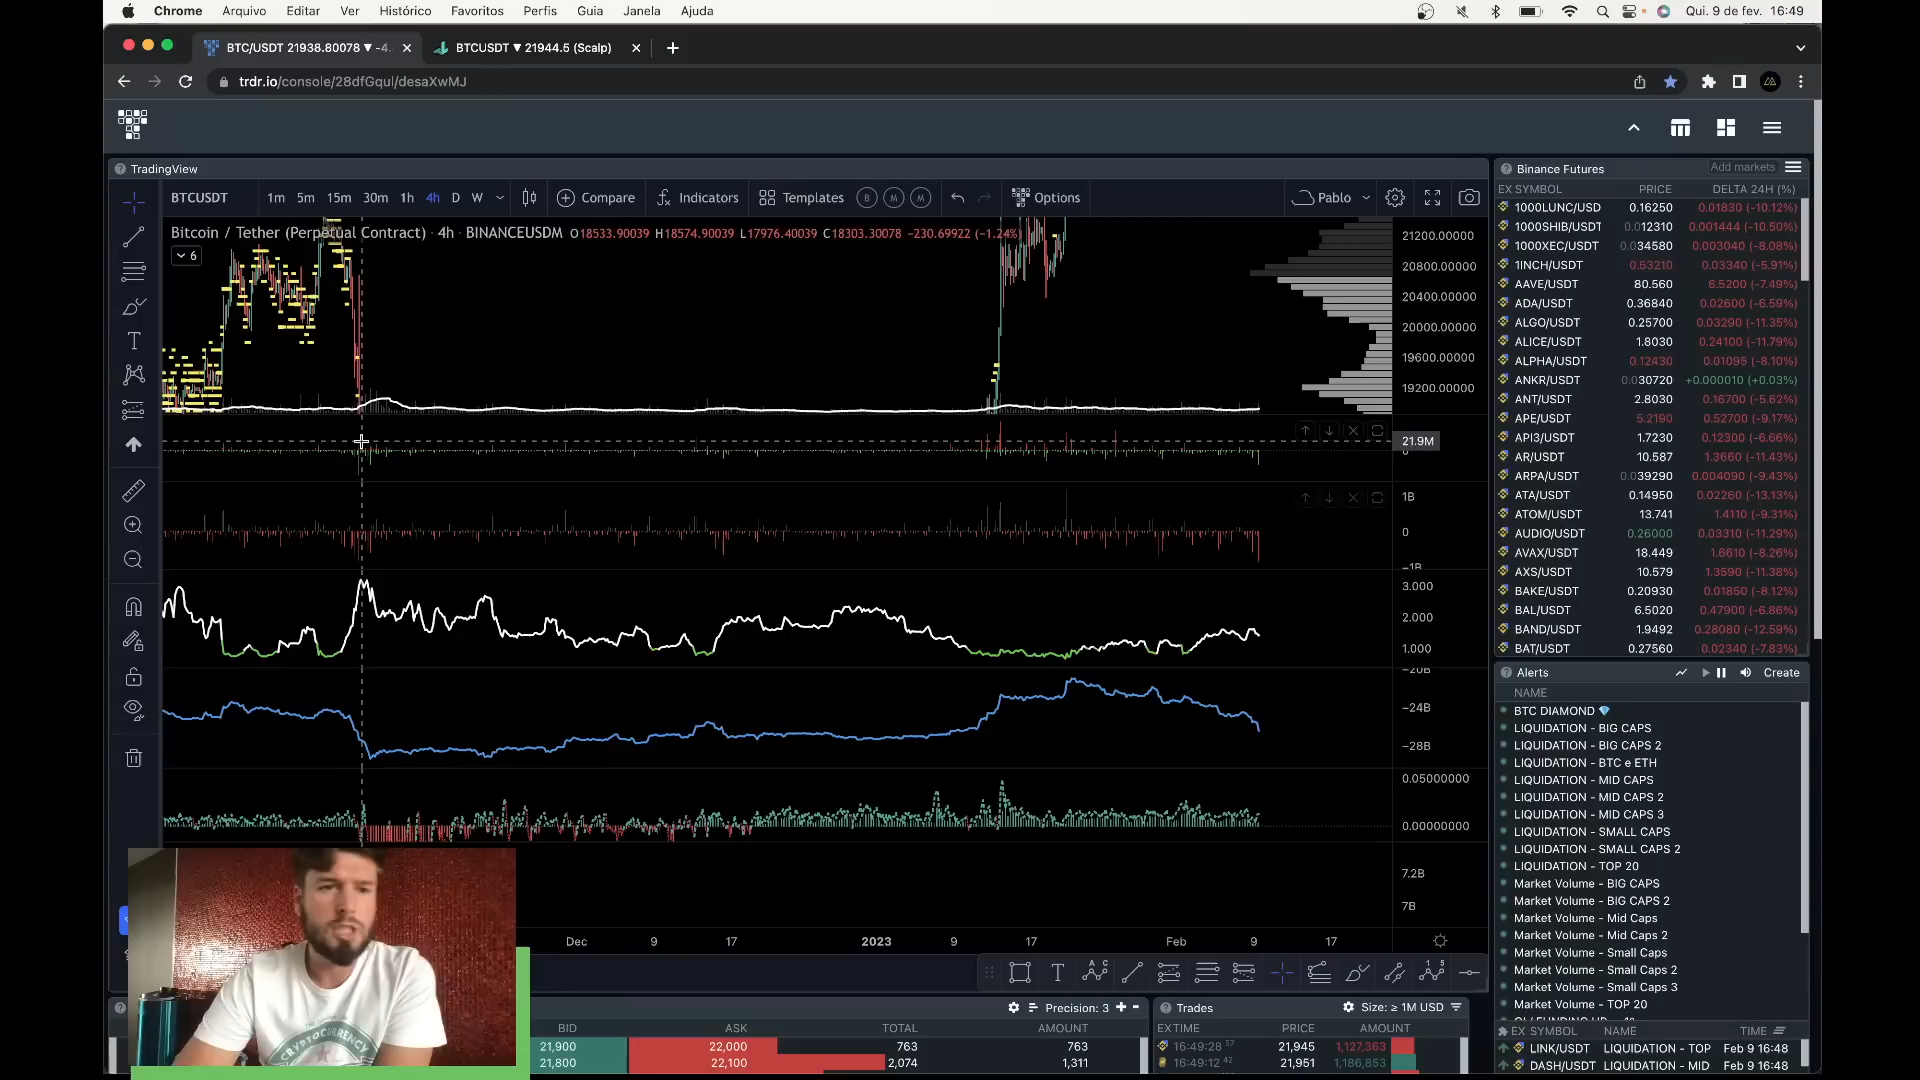 Chrome Arquivo Editar Ver Histórico Favoritos Perfis Guia Janela Ajuda Qui. 9 de fev. 16:49
BTC/USDT 21938.80078 ▼ -4. BTCUSDT ▼ 21944.5 (Scalp)
trdr.io/console/28dfGqul/desaXwMJ
TradingView
BTCUSDT 1m 5m 15m 30m 1h 4h D W Compare Indicators Templates B M M Options Pablo
Bitcoin / Tether (Perpetual Contract) · 4h · BINANCEUSDM O18533.90039 H18574.90039 L17976.40039 C18303.30078 −230.69922 (−1.24%)
6
21200.00000
20800.00000
20400.00000
20000.00000
19600.00000
19200.00000
21.9M
0
1B
0
−1B
3.000
2.000
1.000
−20B
−24B
−28B
0.05000000
0.00000000
7.2B
7B
Dec 9 17 2023 9 17 Feb 9 17
Precision: 3
BID ASK TOTAL AMOUNT
21,900 22,000 763 763
21,800 22,100 2,074 1,311
Trades Size: ≥ 1M USD
EX TIME PRICE AMOUNT
16:49:28 37 21,945 1,127,363
16:49:12 42 21,951 1,186,853
CRYPTOCURRENCY
Binance Futures Add markets
EX SYMBOL PRICE DELTA 24H (%)
1000LUNC/USD 0.16250 0.01830 (-10.12%)
1000SHIB/USDT 0.012310 0.001444 (-10.50%)
1000XEC/USDT 0.034580 0.003040 (-8.08%)
1INCH/USDT 0.53210 0.03340 (-5.91%)
AAVE/USDT 80.560 6.5200 (-7.49%)
ADA/USDT 0.36840 0.02600 (-6.59%)
ALGO/USDT 0.25700 0.03290 (-11.35%)
ALICE/USDT 1.8030 0.24100 (-11.79%)
ALPHA/USDT 0.12430 0.01095 (-8.10%)
ANKR/USDT 0.030720 +0.000010 (+0.03%)
ANT/USDT 2.8030 0.16700 (-5.62%)
APE/USDT 5.2190 0.52700 (-9.17%)
API3/USDT 1.7230 0.12300 (-6.66%)
AR/USDT 10.587 1.3660 (-11.43%)
ARPA/USDT 0.039290 0.004090 (-9.43%)
ATA/USDT 0.14950 0.02260 (-13.13%)
ATOM/USDT 13.741 1.4110 (-9.31%)
AUDIO/USDT 0.26000 0.03310 (-11.29%)
AVAX/USDT 18.449 1.6610 (-8.26%)
AXS/USDT 10.579 1.3590 (-11.38%)
BAKE/USDT 0.20930 0.01850 (-8.12%)
BAL/USDT 6.5020 0.47900 (-6.86%)
BAND/USDT 1.9492 0.28080 (-12.59%)
BAT/USDT 0.27560 0.02340 (-7.83%)
Alerts Create
NAME
BTC DIAMOND 💎
LIQUIDATION - BIG CAPS
LIQUIDATION - BIG CAPS 2
LIQUIDATION - BTC e ETH
LIQUIDATION - MID CAPS
LIQUIDATION - MID CAPS 2
LIQUIDATION - MID CAPS 3
LIQUIDATION - SMALL CAPS
LIQUIDATION - SMALL CAPS 2
LIQUIDATION - TOP 20
Market Volume - BIG CAPS
Market Volume - BIG CAPS 2
Market Volume - Mid Caps
Market Volume - Mid Caps 2
Market Volume - Small Caps
Market Volume - Small Caps 2
Market Volume - Small Caps 3
Market Volume - TOP 20
EX SYMBOL NAME TIME
LINK/USDT LIQUIDATION - TOP Feb 9 16:48
DASH/USDT LIQUIDATION - MID Feb 9 16:48